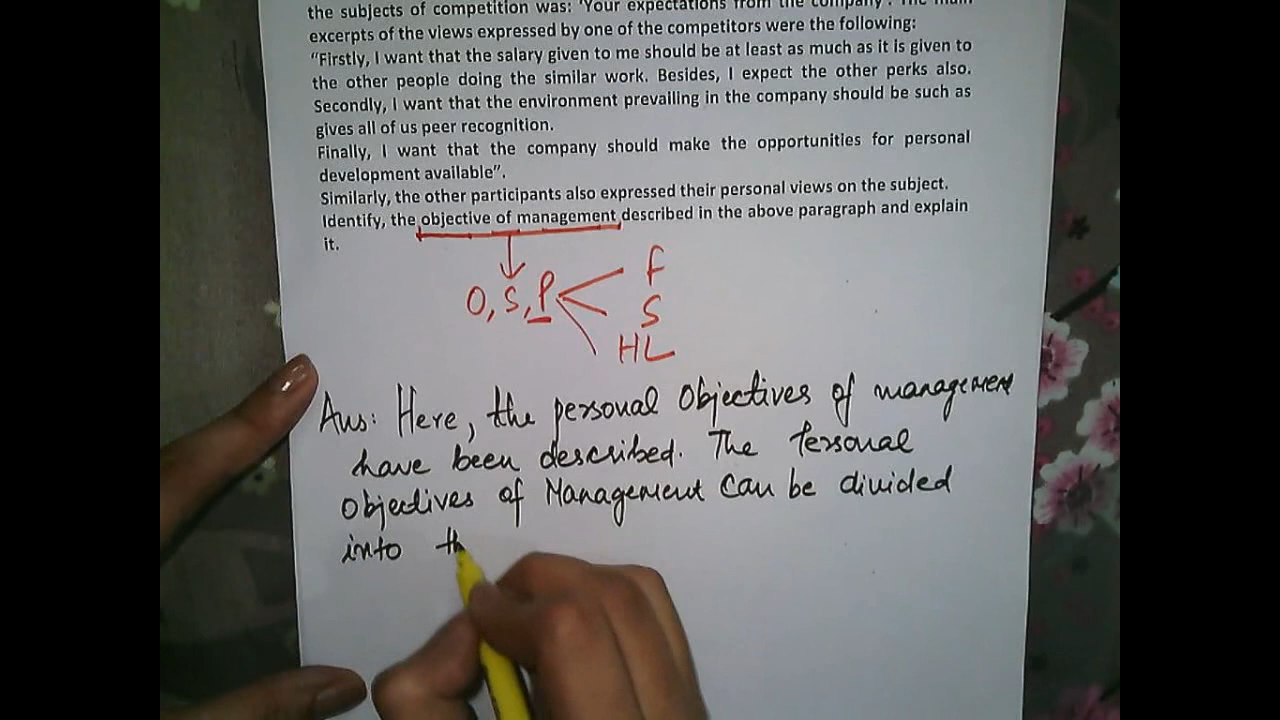 the subjects of competition was: 'Your expectations from the company'. The main
excerpts of the views expressed by one of the competitors were the following:
"Firstly, I want that the salary given to me should be at least as much as it is given to
the other people doing the similar work. Besides, I expect the other perks also.
Secondly, I want that the environment prevailing in the company should be such as
gives all of us peer recognition.
Finally, I want that the company should make the opportunities for personal
development available".
Similarly, the other participants also expressed their personal views on the subject.
Identify, the objective of management described in the above paragraph and explain
it.
F
O, S, P
S
HL
Ans: Here, the personal Objectives of management
have been described. The Personal
Objectives of Management can be divided
into th